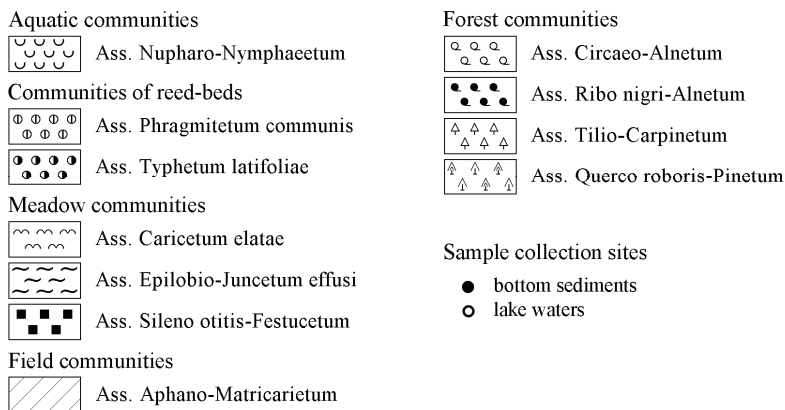 Aquatic communities
Ass. Nupharo-Nymphaeetum
Communities of reed-beds
Ass. Phragmitetum communis
Ass. Typhetum latifoliae
Meadow communities
Ass. Caricetum elatae
Ass. Epilobio-Juncetum effusi
Ass. Sileno otitis-Festucetum
Field communities
Ass. Aphano-Matricarietum
Forest communities
Ass. Circaeo-Alnetum
Ass. Ribo nigri-Alnetum
Ass. Tilio-Carpinetum
Ass. Querco roboris-Pinetum
Sample collection sites
bottom sediments
lake waters